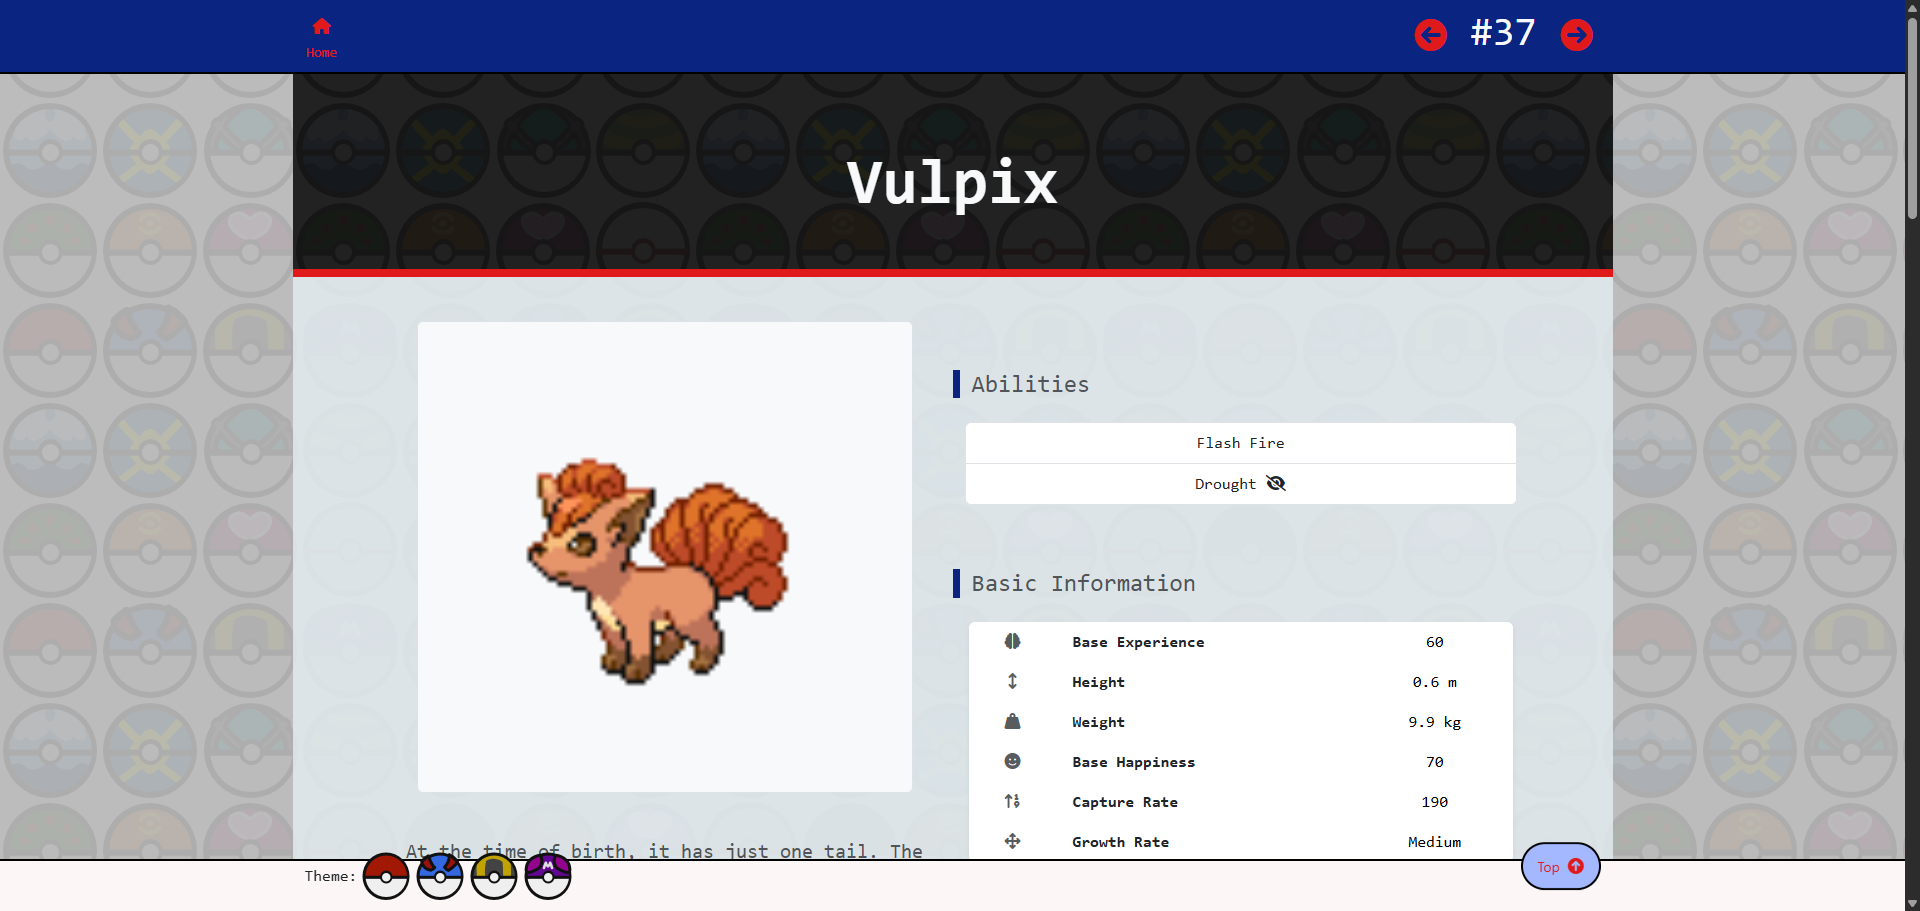 Home
#37
Vulpix
Abilities
Flash Fire
Drought
Basic Information
Base Experience 60
Height 0.6 m
Weight 9.9 kg
Base Happiness 70
Capture Rate 190
Growth Rate Medium
At the time of birth, it has just one tail. The
Theme:
Top